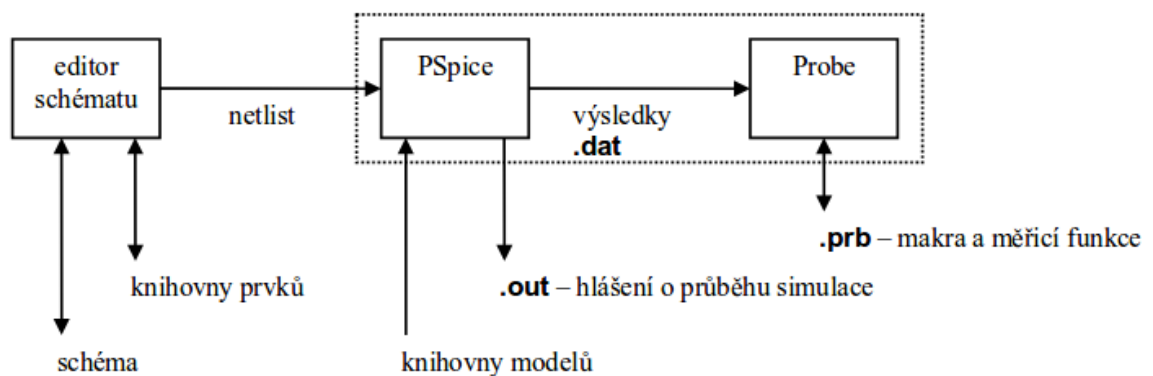 editor
schématu
netlist
PSpice
výsledky
.dat
Probe
.prb – makra a měřicí funkce
knihovny prvků
.out – hlášení o průběhu simulace
schéma
knihovny modelů